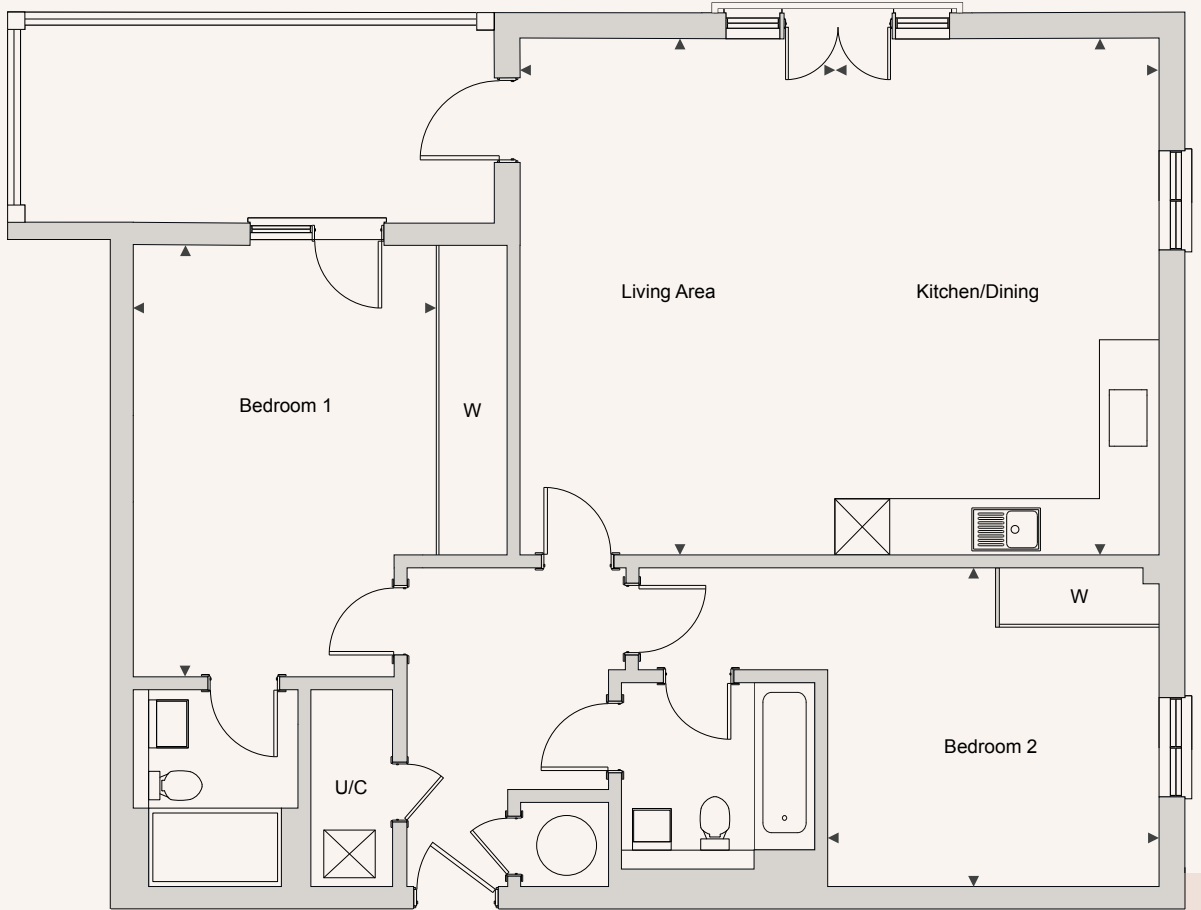 Living Area
Kitchen/Dining
Bedroom 1
W
W
Bedroom 2
U/C